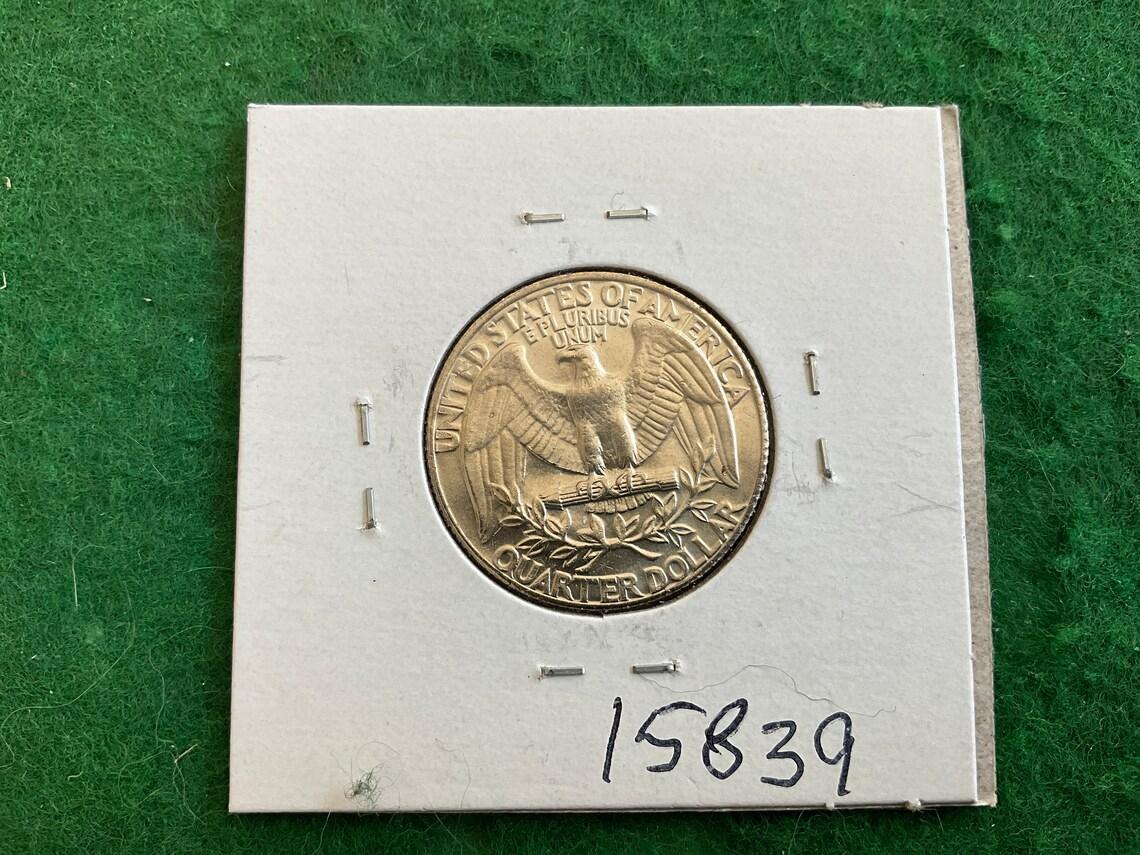 UNITED STATES OF AMERICA
E PLURIBUS
UNUM
QUARTER DOLLAR
15839